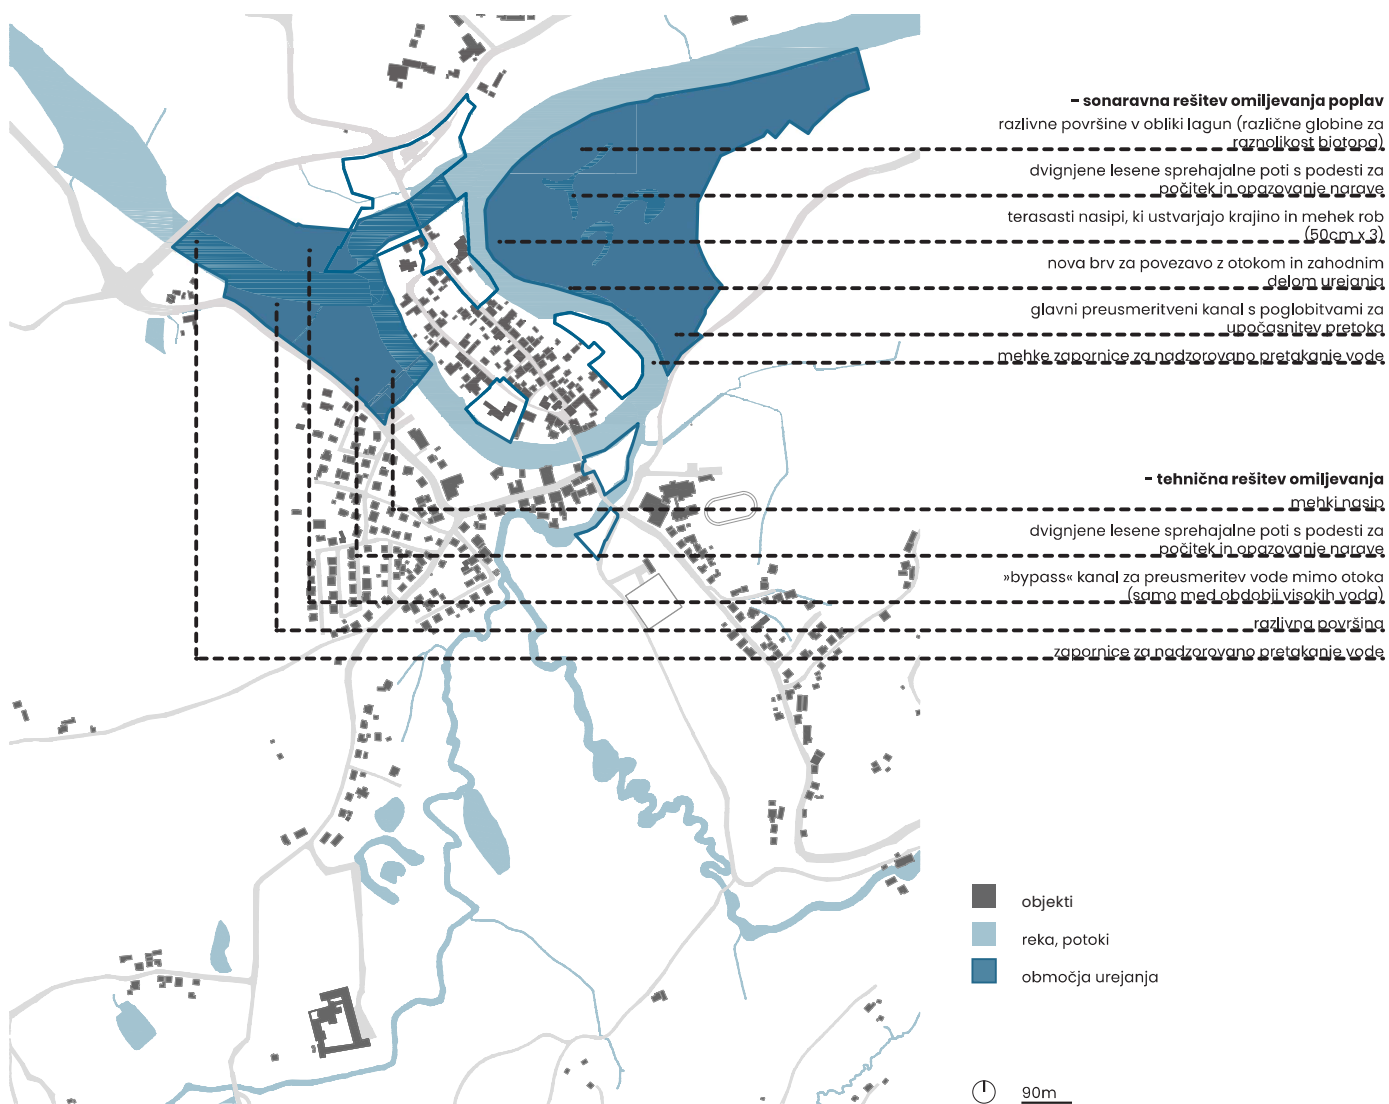 – sonaravna rešitev omiljevanja poplav
razlivne površine v obliki lagun (različne globine za
raznolikost biotopa)
dvignjene lesene sprehajalne poti s podesti za
počitek in opazovanje narave
terasasti nasipi, ki ustvarjajo krajino in mehek rob
(50cm x 3)
nova brv za povezavo z otokom in zahodnim
delom urejanja
glavni preusmeritveni kanal s poglobitvami za
upočasnitev pretoka
mehke zapornice za nadzorovano pretakanje vode
– tehnična rešitev omiljevanja
mehki nasip
dvignjene lesene sprehajalne poti s podesti za
počitek in opazovanje narave
»bypass« kanal za preusmeritev vode mimo otoka
(samo med obdobji visokih voda)
razlivna površina
zapornice za nadzorovano pretakanje vode
objekti
reka, potoki
območja urejanja
90m